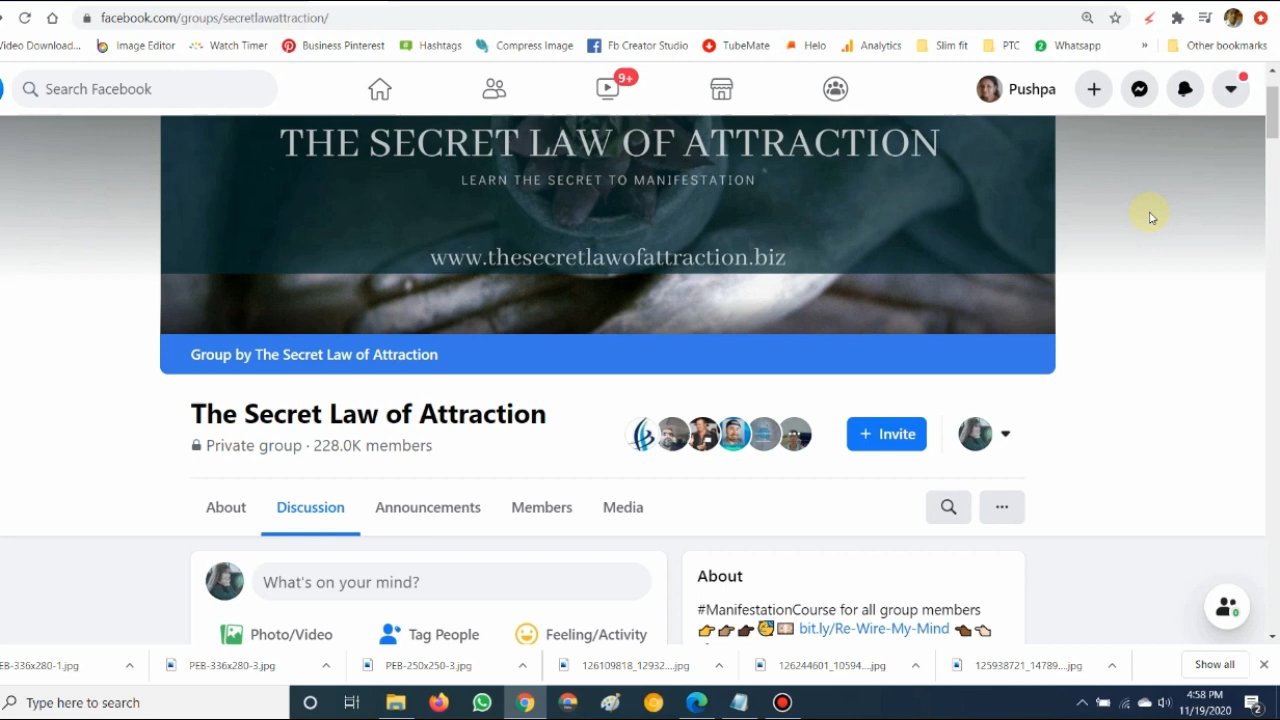 facebook.com/groups/secretlawattraction/
Video Download...
Image Editor
Watch Timer
Business Pinterest
Hashtags
Compress Image
Fb Creator Studio
TubeMate
Helo
Analytics
Slim fit
PTC
Whatsapp
»
Other bookmarks
Search Facebook
9+
Pushpa
THE SECRET LAW OF ATTRACTION
LEARN THE SECRET TO MANIFESTATION
www.thesecretlawofattraction.biz
Group by The Secret Law of Attraction
The Secret Law of Attraction
Private group · 228.0K members
+ Invite
About
Discussion
Announcements
Members
Media
What's on your mind?
Photo/Video
Tag People
Feeling/Activity
About
#ManifestationCourse for all group members
bit.ly/Re-Wire-My-Mind
0
EB-336x280-1.jpg
PEB-336x280-3.jpg
PEB-250x250-3.jpg
126109818_12932....jpg
126244601_10594....jpg
125938721_14789....jpg
Show all
Type here to search
4:58 PM
11/19/2020
2